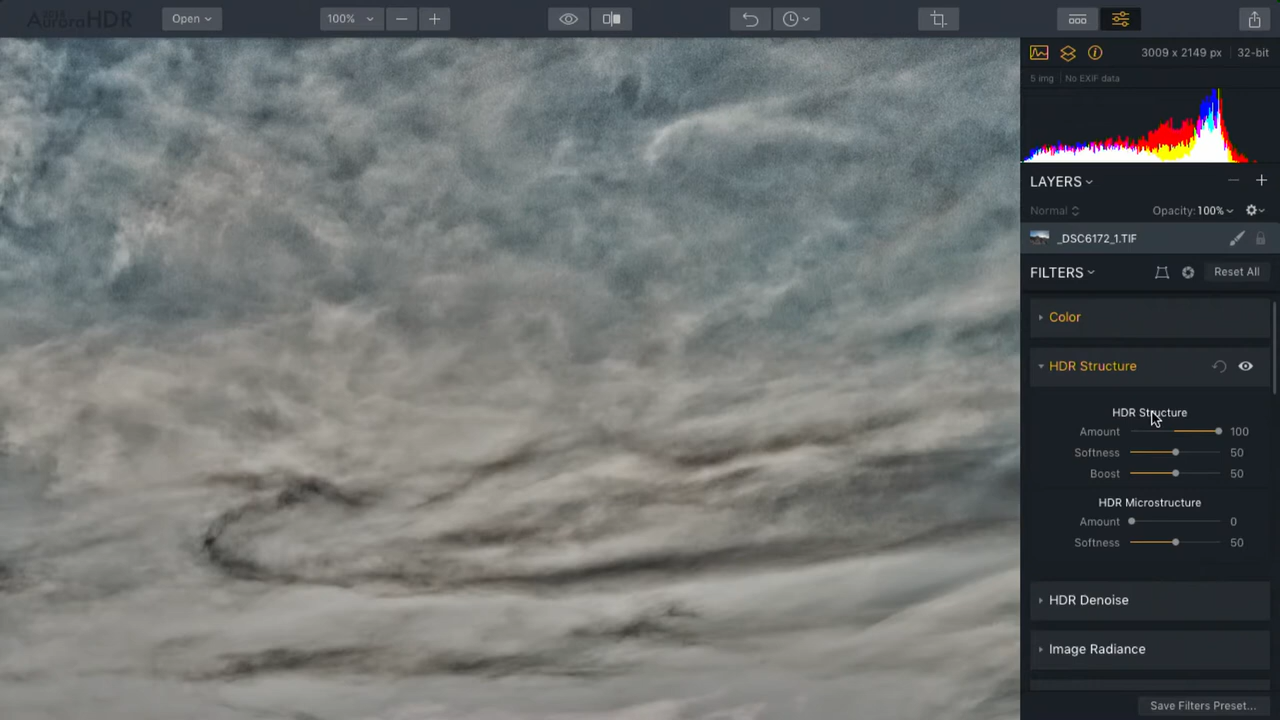 2018
AuroraHDR
Open
100%
3009 x 2149 px
32-bit
5 img
No EXIF data
LAYERS
Normal
Opacity: 100%
_DSC6172_1.TIF
FILTERS
Reset All
Color
HDR Structure
HDR Structure
Amount 100
Softness 50
Boost 50
HDR Microstructure
Amount 0
Softness 50
HDR Denoise
Image Radiance
Save Filters Preset...